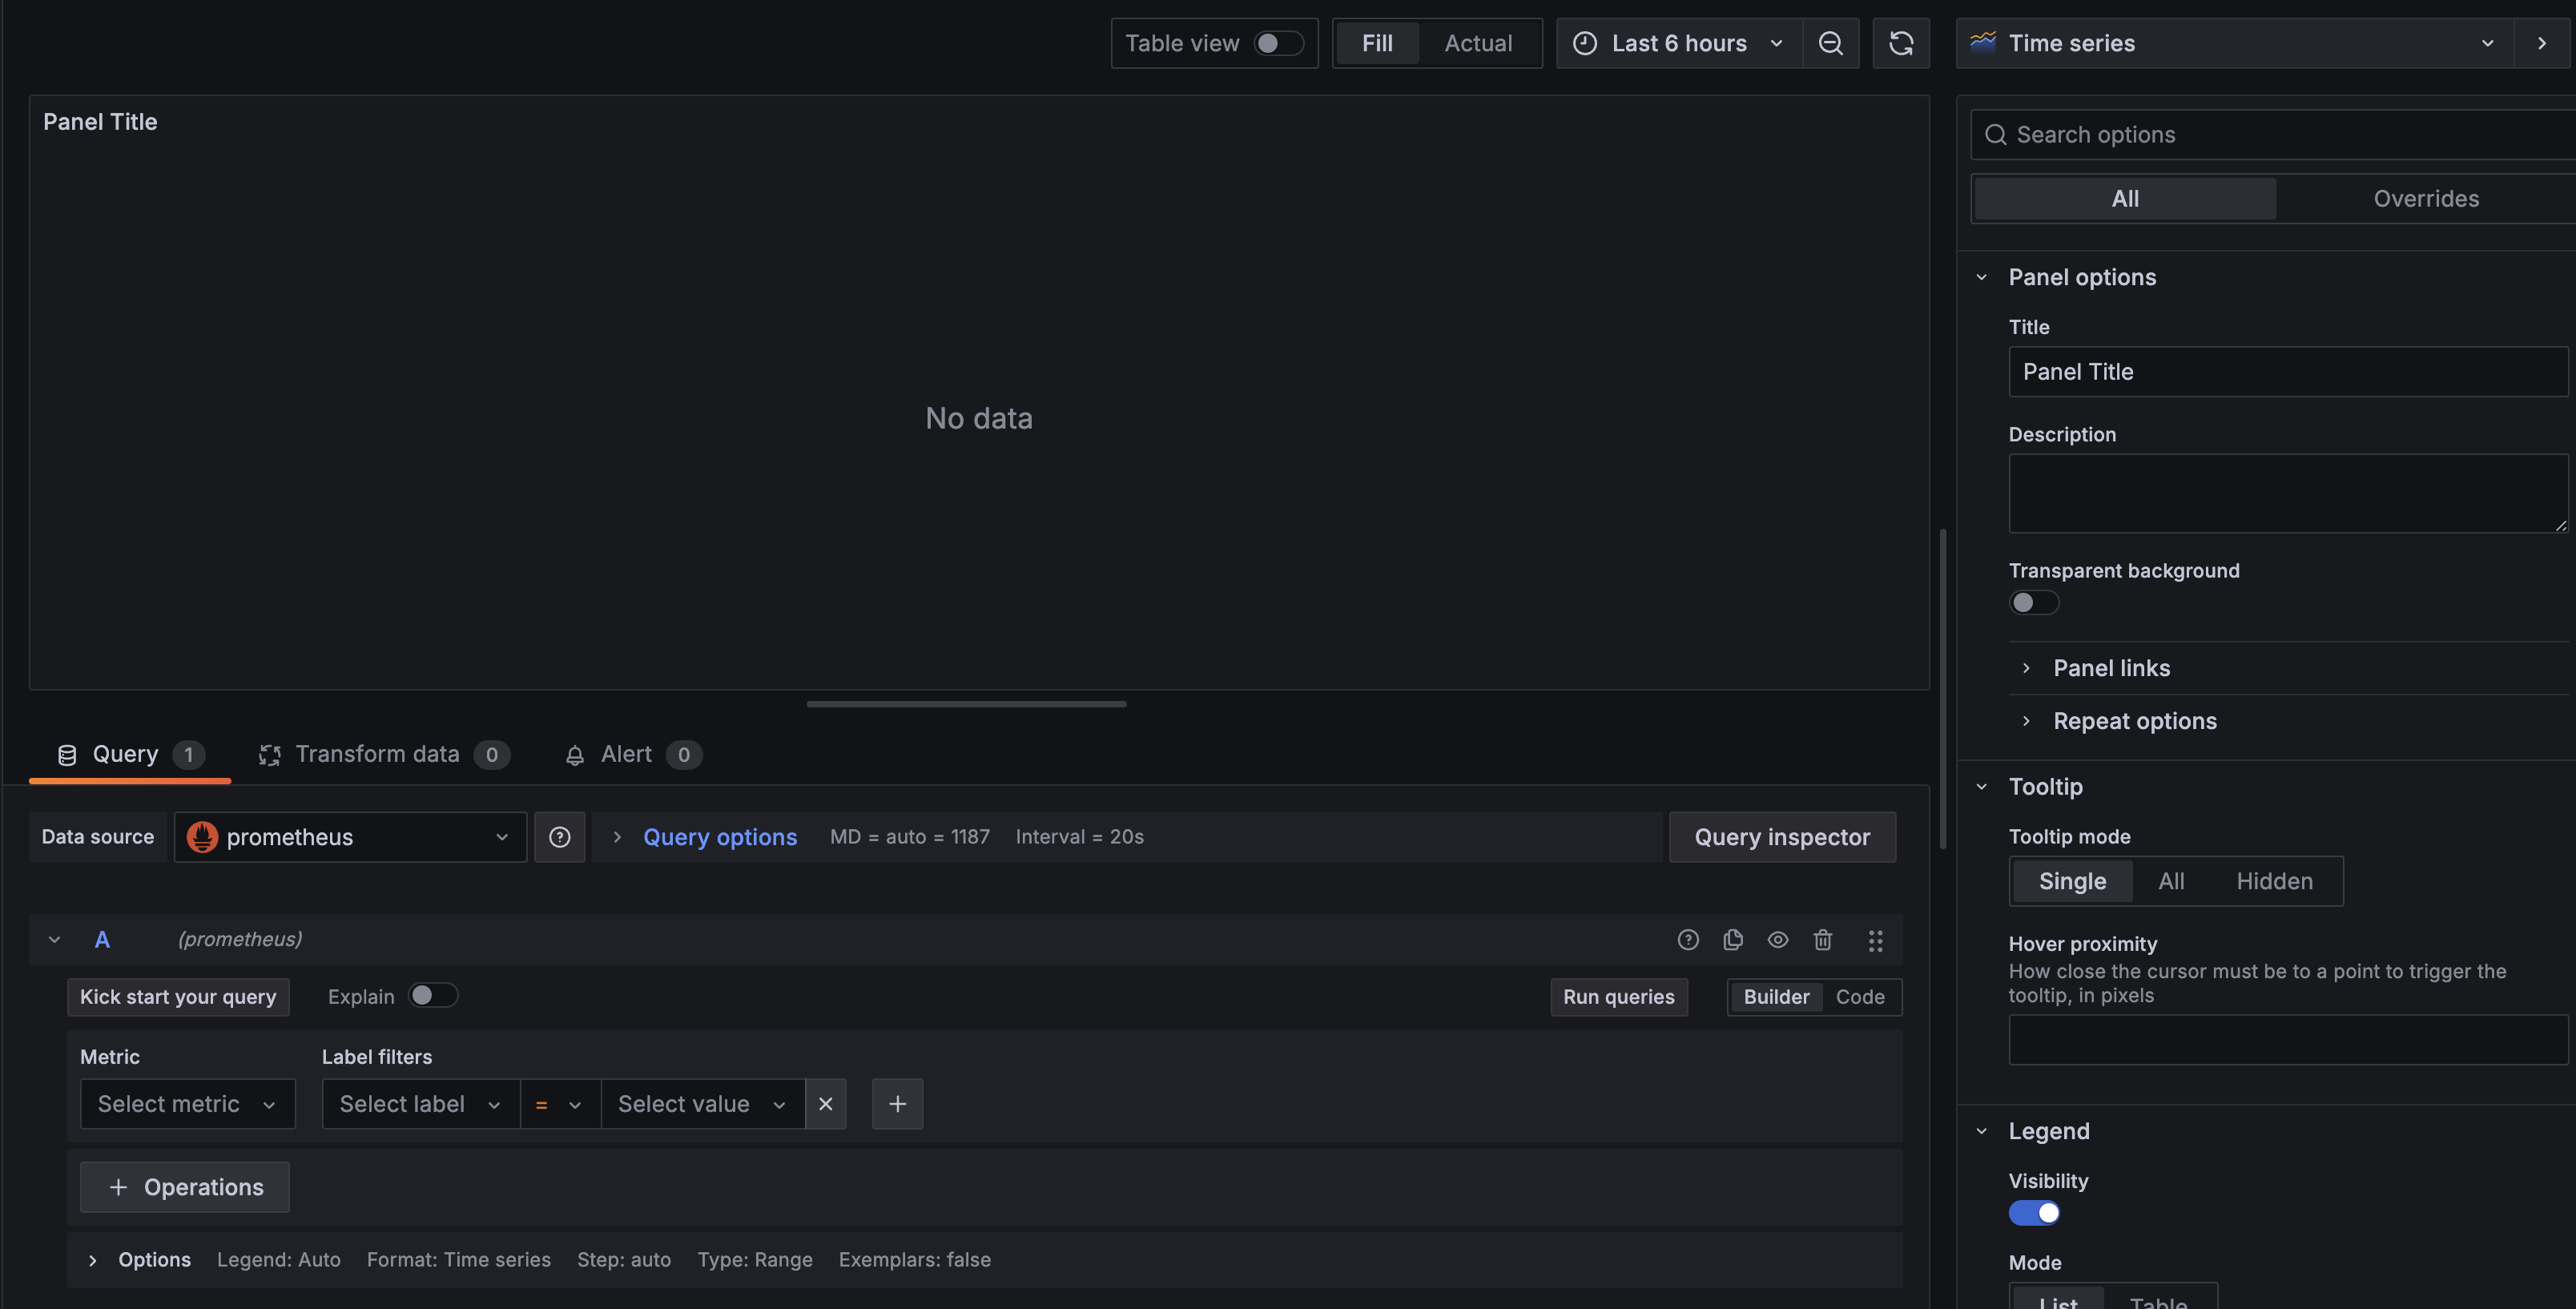 Table view
Fill
Actual
Last 6 hours
Time series
Panel Title
No data
Search options
All
Overrides
Panel options
Title
Panel Title
Description
Transparent background
Panel links
Repeat options
Tooltip
Tooltip mode
Single
All
Hidden
Hover proximity
How close the cursor must be to a point to trigger the
tooltip, in pixels
Legend
Visibility
Mode
List
Table
Query 1
Transform data 0
Alert 0
Data source
prometheus
Query options
MD = auto = 1187
Interval = 20s
Query inspector
A
(prometheus)
Kick start your query
Explain
Run queries
Builder
Code
Metric
Label filters
Select metric
Select label
=
Select value
+ Operations
Options
Legend: Auto
Format: Time series
Step: auto
Type: Range
Exemplars: false